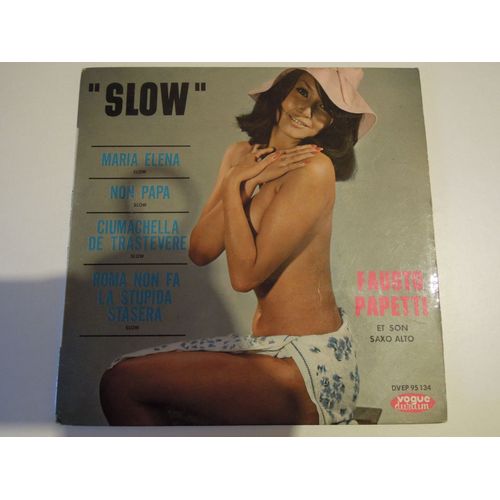 "SLOW"
MARIA ELENA
SLOW
NON PAPA
SLOW
CIUMACHELLA
DE TRASTEVERE
SLOW
ROMA NON FA
LA STUPIDA
STASERA
SLOW
FAUSTO
PAPETTI
ET SON
SAXO ALTO
DVEP 95134
vogue
durium